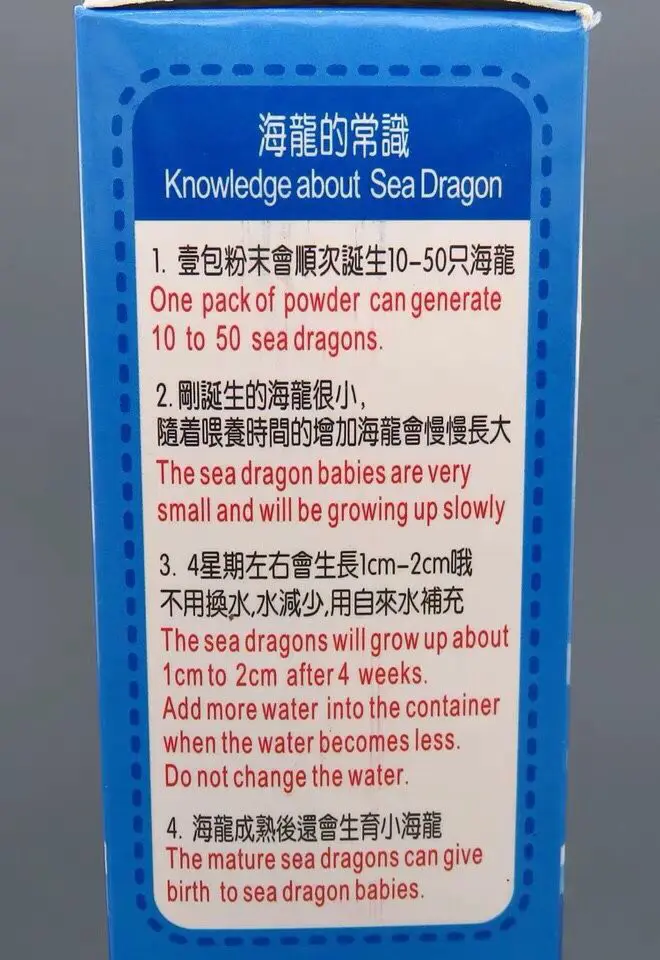 海龍的常識
Knowledge about Sea Dragon
1. 壹包粉末會順次誕生10-50只海龍
One pack of powder can generate
10 to 50 sea dragons.
2. 剛誕生的海龍很小,
隨着喂養時間的增加海龍會慢慢長大
The sea dragon babies are very
small and will be growing up slowly
3. 4星期左右會生長1cm-2cm哦
不用換水,水減少,用自來水補充
The sea dragons will grow up about
1cm to 2cm after 4 weeks.
Add more water into the container
when the water becomes less.
Do not change the water.
4. 海龍成熟後還會生育小海龍
The mature sea dragons can give
birth to sea dragon babies.